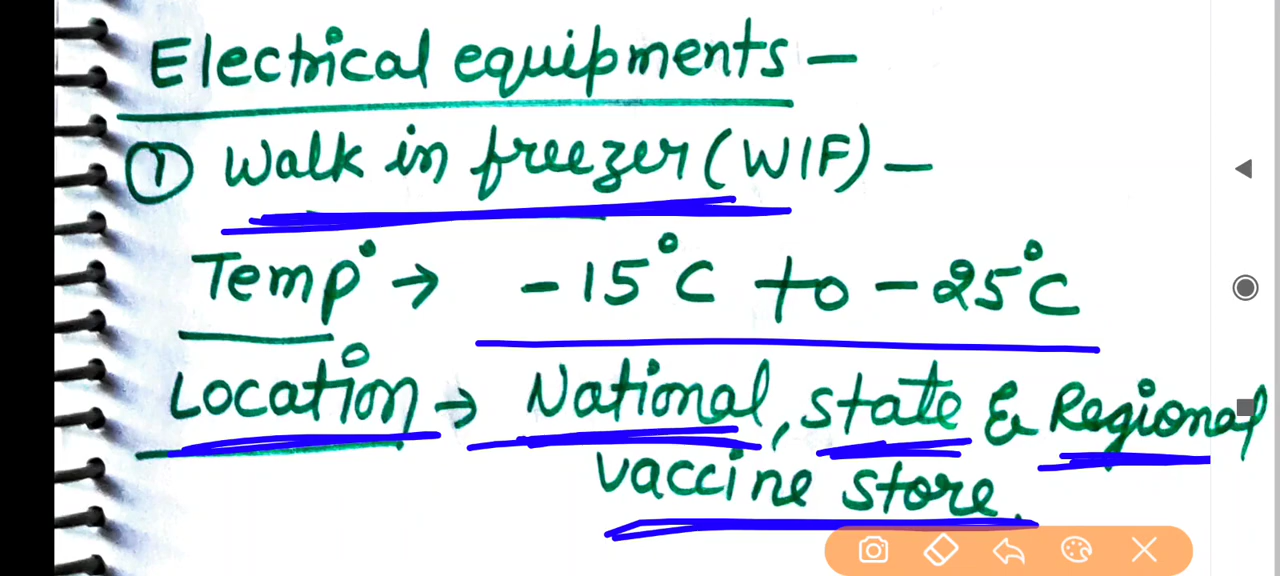 Electrical equipments –
① Walk in freezer (WIF) –
Temp° → -15°C to -25°C
Location → National, state & Regional
vaccine store.